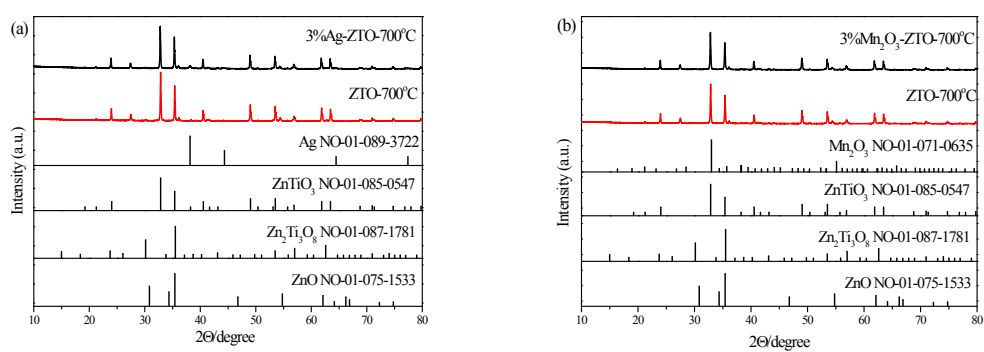 (a)
3%Ag-ZTO-700°C
ZTO-700°C
Ag NO-01-089-3722
ZnTiO₃ NO-01-085-0547
Zn₂Ti₃O₈ NO-01-087-1781
ZnO NO-01-075-1533
Intensity (a.u.)
10 20 30 40 50 60 70 80
2Θ/degree
(b)
3%Mn₂O₃-ZTO-700°C
ZTO-700°C
Mn₂O₃ NO-01-071-0635
ZnTiO₃ NO-01-085-0547
Zn₂Ti₃O₈ NO-01-087-1781
ZnO NO-01-075-1533
Intensity (a.u.)
10 20 30 40 50 60 70 80
2Θ/degree